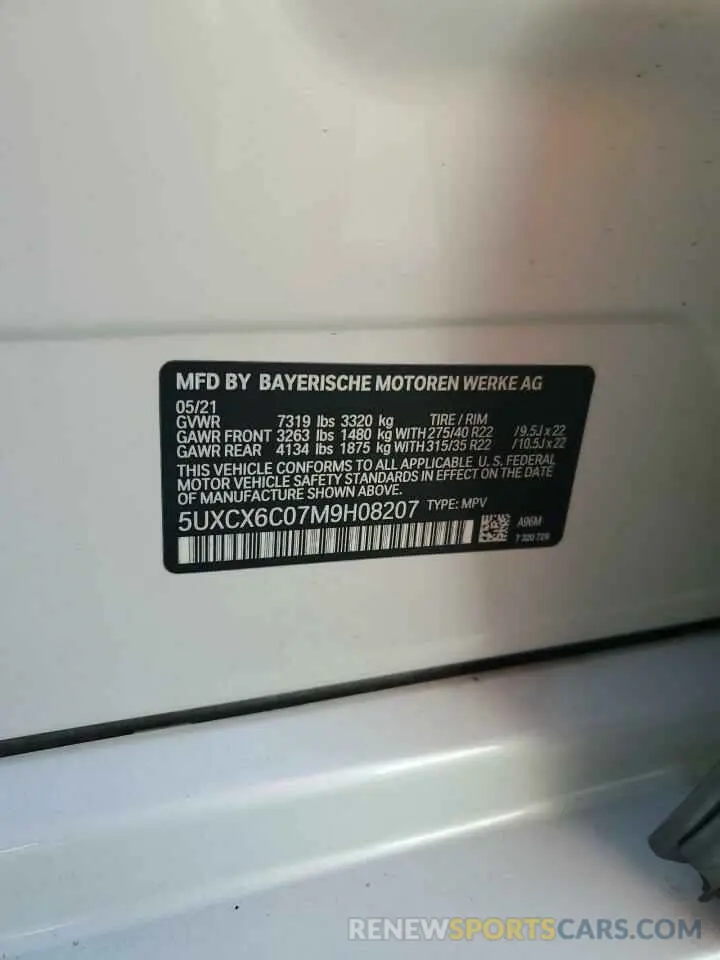 MFD BY BAYERISCHE MOTOREN WERKE AG
05/21
GVWR 7319 lbs 3320 kg TIRE / RIM
GAWR FRONT 3263 lbs 1480 kg WITH 275/40 R22 /9.5J x 22
GAWR REAR 4134 lbs 1875 kg WITH 315/35 R22 /10.5J x 22
THIS VEHICLE CONFORMS TO ALL APPLICABLE U.S. FEDERAL
MOTOR VEHICLE SAFETY STANDARDS IN EFFECT ON THE DATE
OF MANUFACTURE SHOWN ABOVE.
5UXCX6C07M9H08207 TYPE: MPV
A96M
7 320 729
RENEWSPORTSCARS.COM